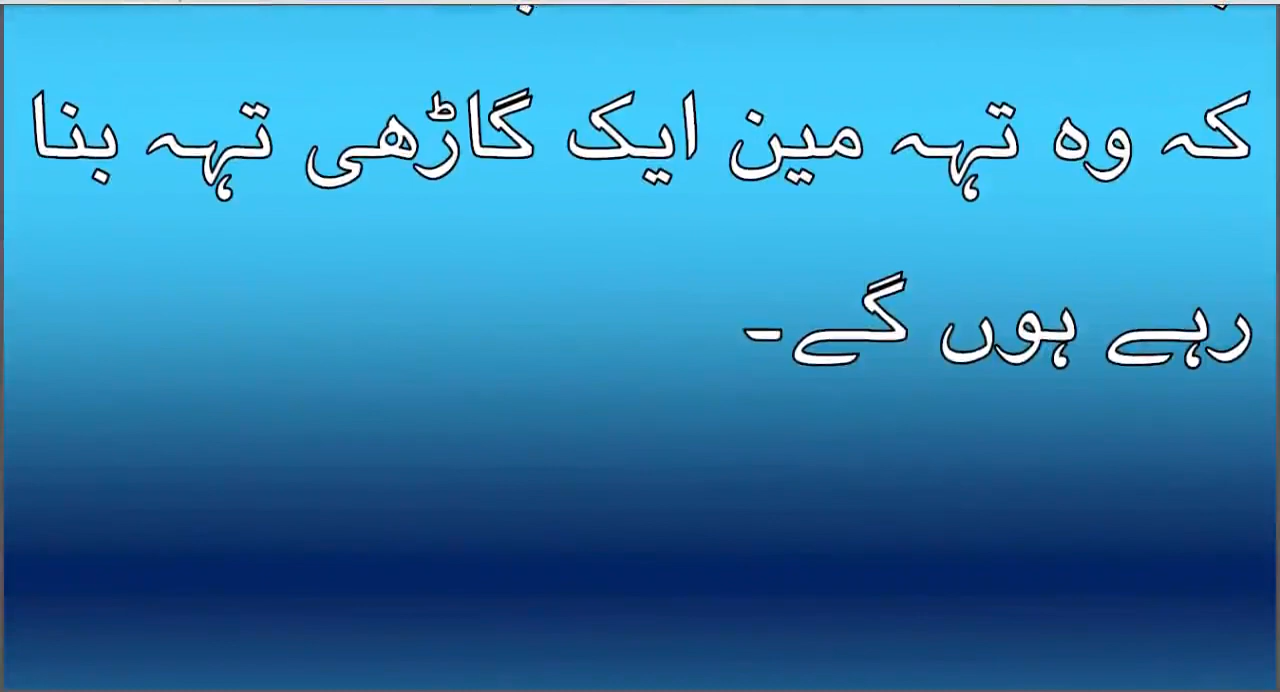 کہ وہ تہہ مین ایک گاڑھی تہہ بنا
رہے ہوں گے۔